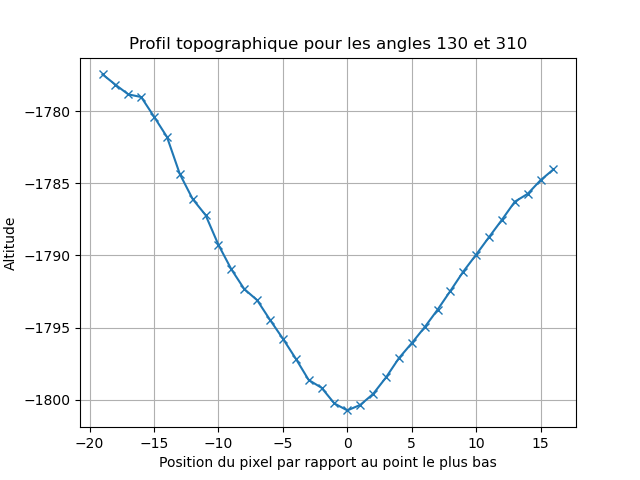 Profil topographique pour les angles 130 et 310
−1780
−1785
−1790
−1795
−1800
Altitude
−20 −15 −10 −5 0 5 10 15
Position du pixel par rapport au point le plus bas